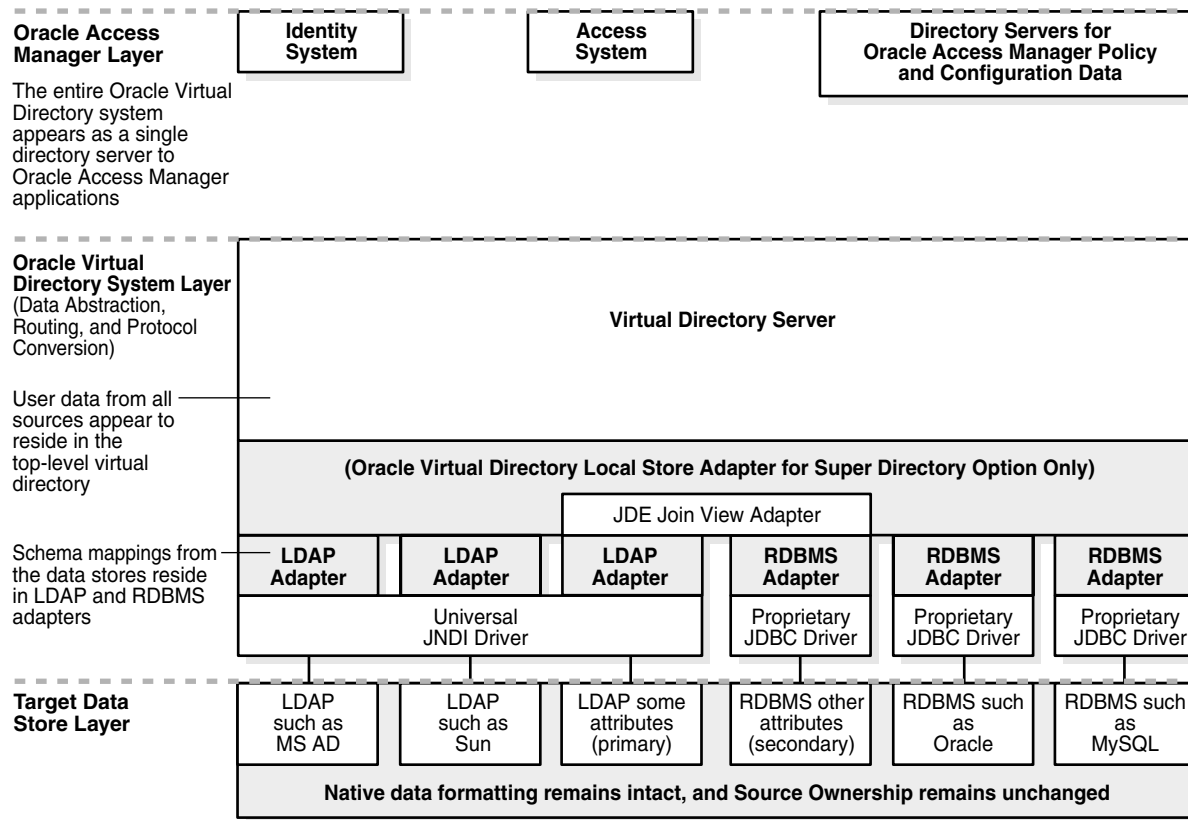 Oracle Access
Manager Layer
The entire Oracle Virtual
Directory system
appears as a single
directory server to
Oracle Access Manager
applications
Identity
System
Access
System
Directory Servers for
Oracle Access Manager Policy
and Configuration Data
Oracle Virtual
Directory System Layer
(Data Abstraction,
Routing, and Protocol
Conversion)
User data from all
sources appear to
reside in the
top-level virtual
directory
Schema mappings from
the data stores reside
in LDAP and RDBMS
adapters
Virtual Directory Server
(Oracle Virtual Directory Local Store Adapter for Super Directory Option Only)
JDE Join View Adapter
LDAP
Adapter
LDAP
Adapter
LDAP
Adapter
RDBMS
Adapter
RDBMS
Adapter
RDBMS
Adapter
Universal
JNDI Driver
Proprietary
JDBC Driver
Proprietary
JDBC Driver
Proprietary
JDBC Driver
Target Data
Store Layer
LDAP
such as
MS AD
LDAP
such as
Sun
LDAP some
attributes
(primary)
RDBMS other
attributes
(secondary)
RDBMS such
as
Oracle
RDBMS such
as
MySQL
Native data formatting remains intact, and Source Ownership remains unchanged